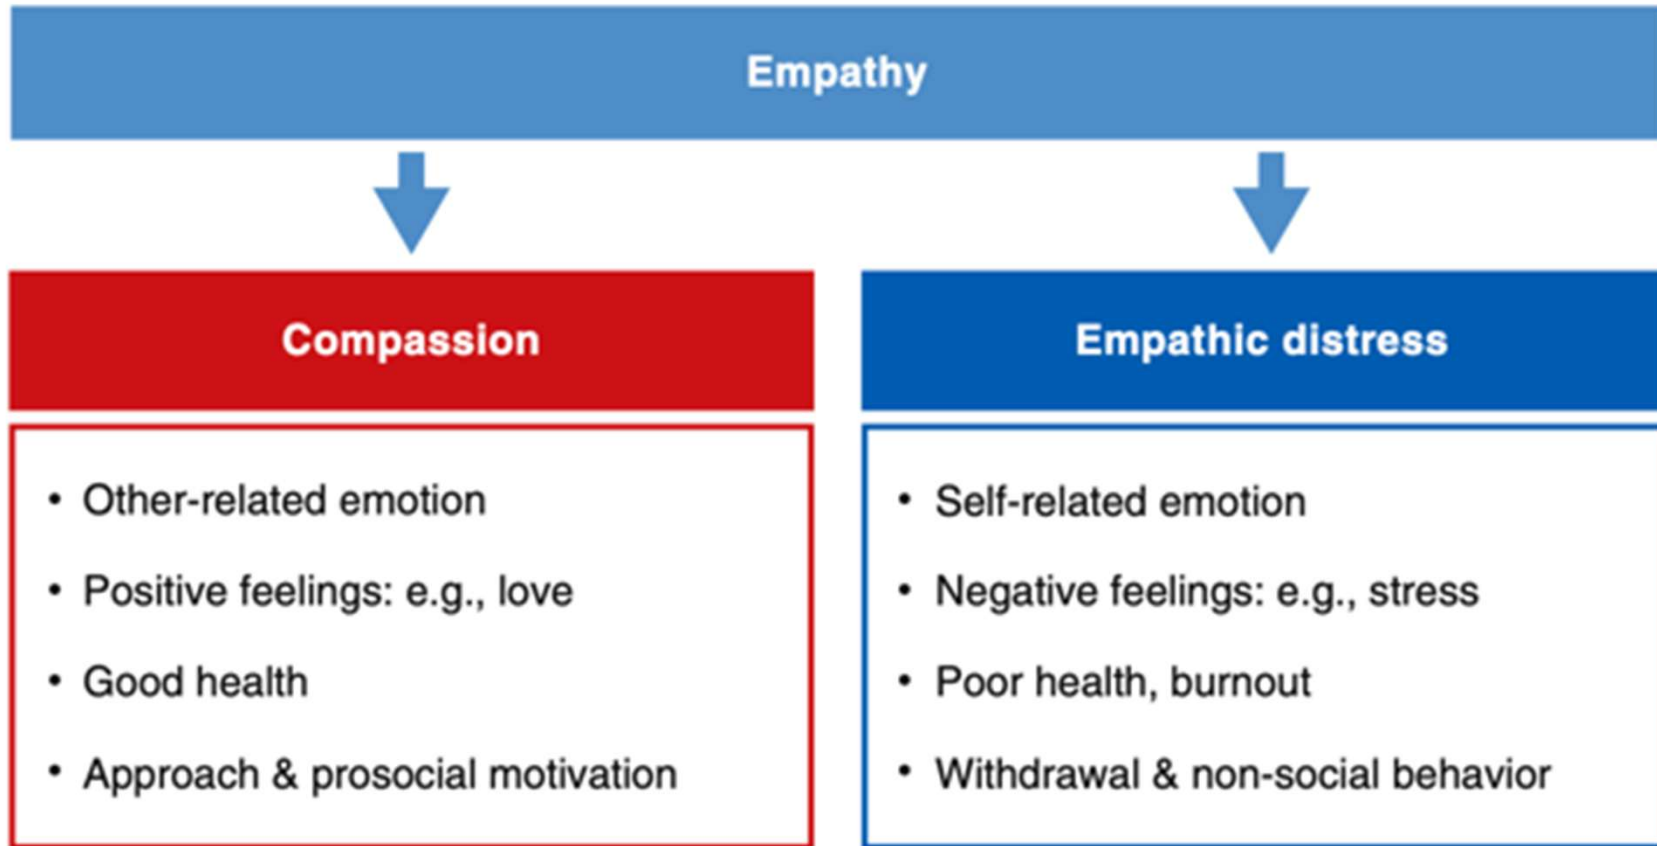 Empathy
Compassion
• Other-related emotion
• Positive feelings: e.g., love
• Good health
• Approach & prosocial motivation
Empathic distress
• Self-related emotion
• Negative feelings: e.g., stress
• Poor health, burnout
• Withdrawal & non-social behavior